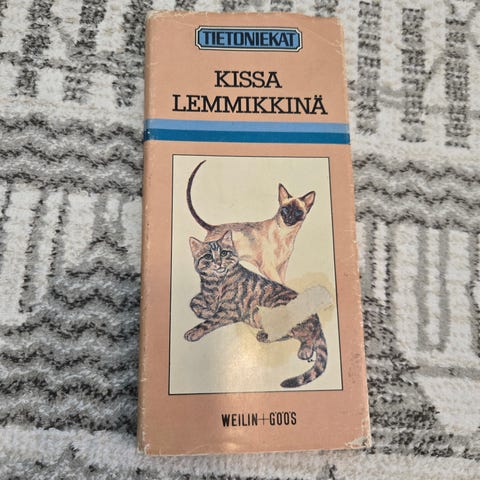 TIETONIEKAT
KISSA
LEMMIKKINÄ
WEILIN+GÖÖS